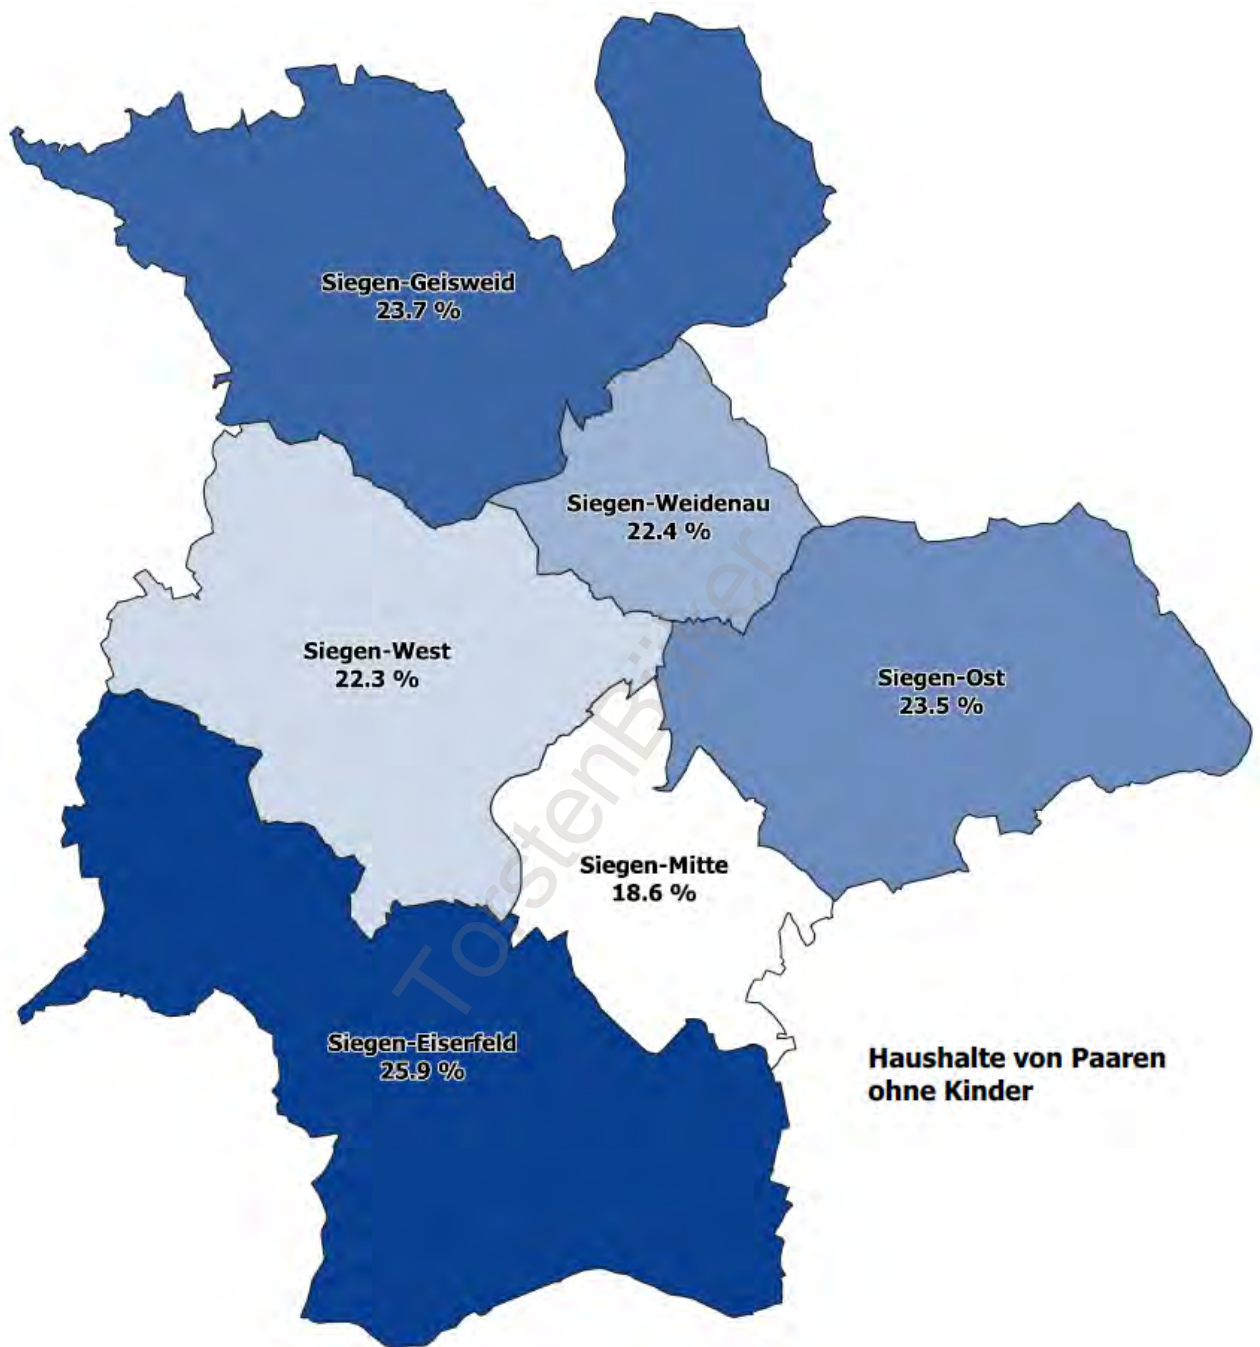 Siegen-Geisweid
23.7 %
Siegen-Weidenau
22.4 %
Siegen-West
22.3 %
Siegen-Ost
23.5 %
Siegen-Mitte
18.6 %
Siegen-Eiserfeld
25.9 %
Haushalte von Paaren
ohne Kinder